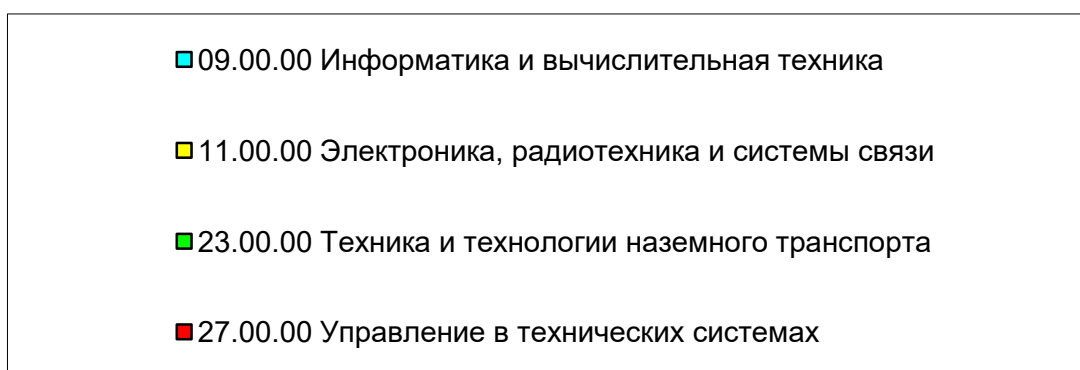 09.00.00 Информатика и вычислительная техника
11.00.00 Электроника, радиотехника и системы связи
23.00.00 Техника и технологии наземного транспорта
27.00.00 Управление в технических системах